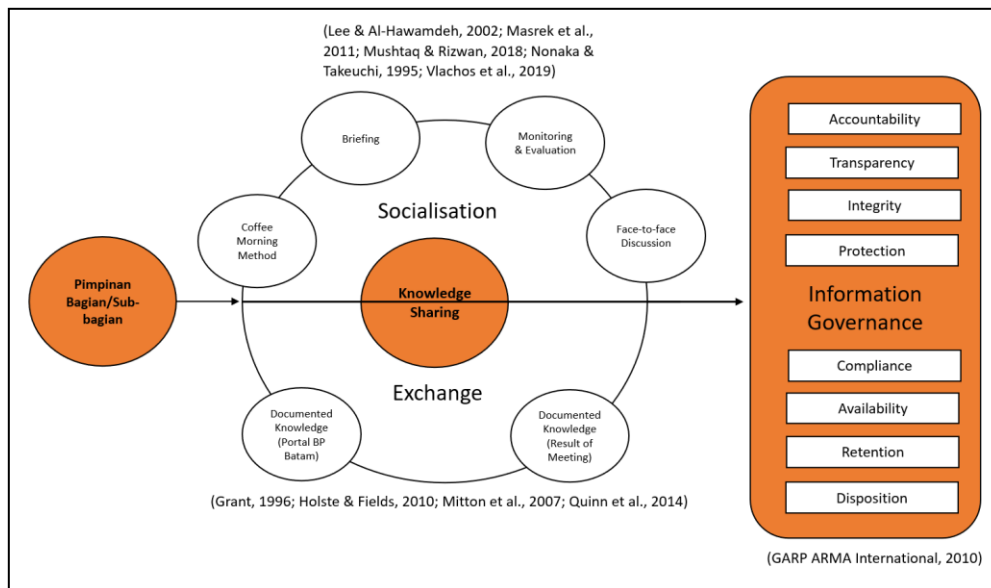 (Lee & Al-Hawamdeh, 2002; Masrek et al.,
2011; Mushtaq & Rizwan, 2018; Nonaka &
Takeuchi, 1995; Vlachos et al., 2019)
Briefing
Monitoring
& Evaluation
Coffee
Morning
Method
Socialisation
Face-to-face
Discussion
Pimpinan
Bagian/Sub-
bagian
Knowledge
Sharing
Exchange
Documented
Knowledge
(Portal BP
Batam)
Documented
Knowledge
(Result of
Meeting)
(Grant, 1996; Holste & Fields, 2010; Mitton et al., 2007; Quinn et al., 2014)
Accountability
Transparency
Integrity
Protection
Information
Governance
Compliance
Availability
Retention
Disposition
(GARP ARMA International, 2010)